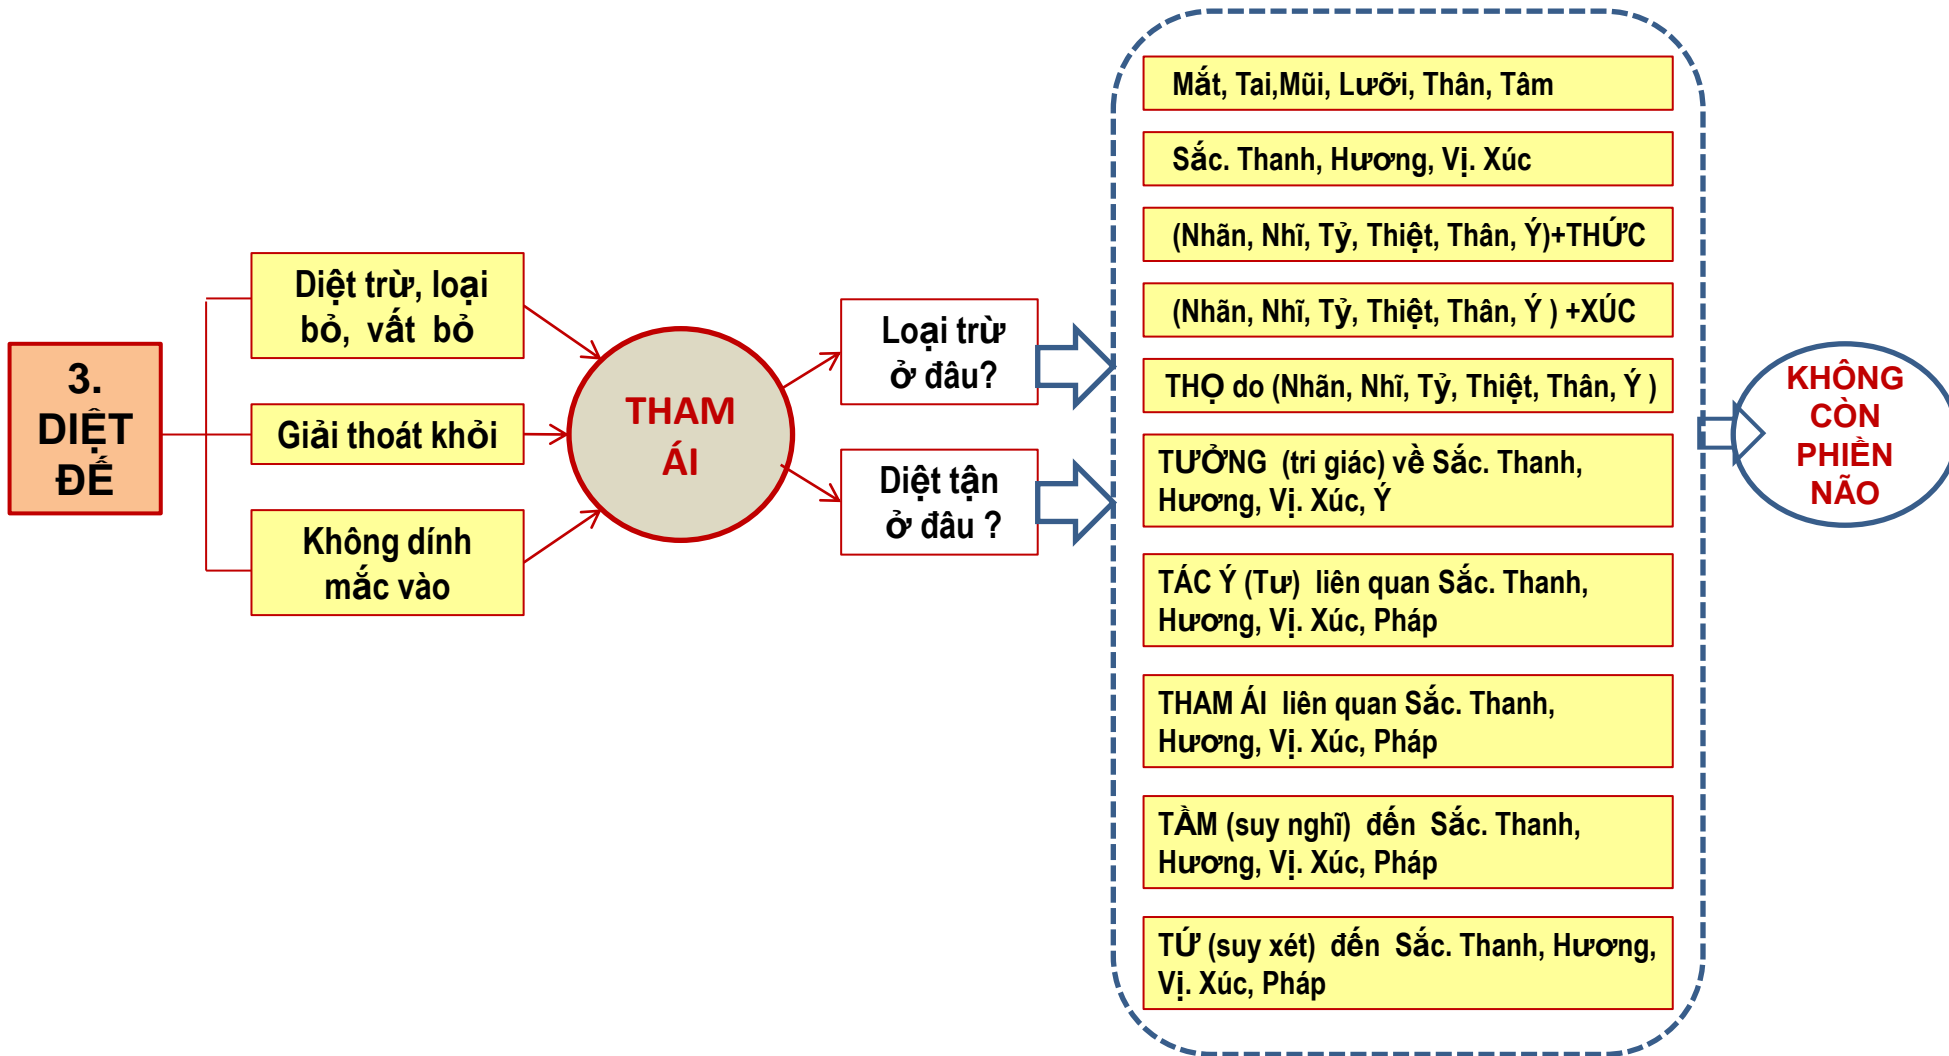 3.
DIỆT
ĐẾ
Diệt trừ, loại
bỏ, vất bỏ
Giải thoát khỏi
Không dính
mắc vào
THAM
ÁI
Loại trừ
ở đâu?
Diệt tận
ở đâu ?
Mắt, Tai,Mũi, Lưỡi, Thân, Tâm
Sắc. Thanh, Hương, Vị. Xúc
(Nhãn, Nhĩ, Tỷ, Thiệt, Thân, Ý)+THỨC
(Nhãn, Nhĩ, Tỷ, Thiệt, Thân, Ý ) +XÚC
THỌ do (Nhãn, Nhĩ, Tỷ, Thiệt, Thân, Ý )
TƯỞNG (tri giác) về Sắc. Thanh,
Hương, Vị. Xúc, Ý
TÁC Ý (Tư) liên quan Sắc. Thanh,
Hương, Vị. Xúc, Pháp
THAM ÁI liên quan Sắc. Thanh,
Hương, Vị. Xúc, Pháp
TẦM (suy nghĩ) đến Sắc. Thanh,
Hương, Vị. Xúc, Pháp
TỨ (suy xét) đến Sắc. Thanh, Hương,
Vị. Xúc, Pháp
KHÔNG
CÒN
PHIỀN
NÃO